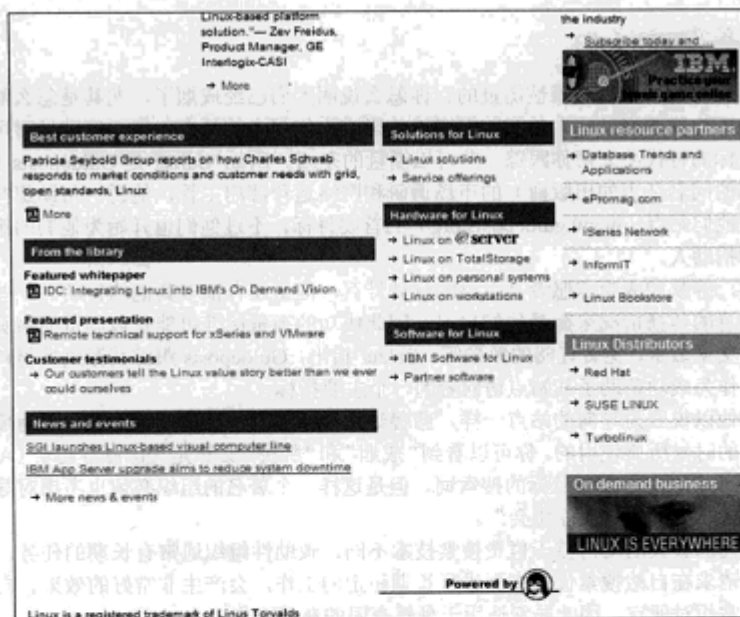 Linux-based platform
solution."— Zev Freidus,
Product Manager, GE
Interlogix-CASI
→ More
Best customer experience
Patricia Seybold Group reports on how Charles Schwab
responds to market conditions and customer needs with grid,
open standards, Linux
More
From the library
Featured whitepaper
IDC: Integrating Linux into IBM's On Demand Vision
Featured presentation
Remote technical support for xSeries and VMware
Customer testimonials
→ Our customers tell the Linux value story better than we ever
could ourselves
News and events
SGI launches Linux-based visual computer line
IBM App Server upgrade aims to reduce system downtime
→ More news & events
Solutions for Linux
→ Linux solutions
→ Service offerings
Hardware for Linux
→ Linux on @server
→ Linux on TotalStorage
→ Linux on personal systems
→ Linux on workstations
Software for Linux
→ IBM Software for Linux
→ Partner software
the industry
→ Subscribe today and ...
IBM
Practice your
Linux resource partners
→ Database Trends and
Applications
→ ePromag.com
→ iSeries Network
→ InformIT
→ Linux Bookstore
Linux Distributors
→ Red Hat
→ SUSE LINUX
→ Turbolinux
On demand business
LINUX IS EVERYWHERE
Powered by
Linux is a registered trademark of Linus Torvalds